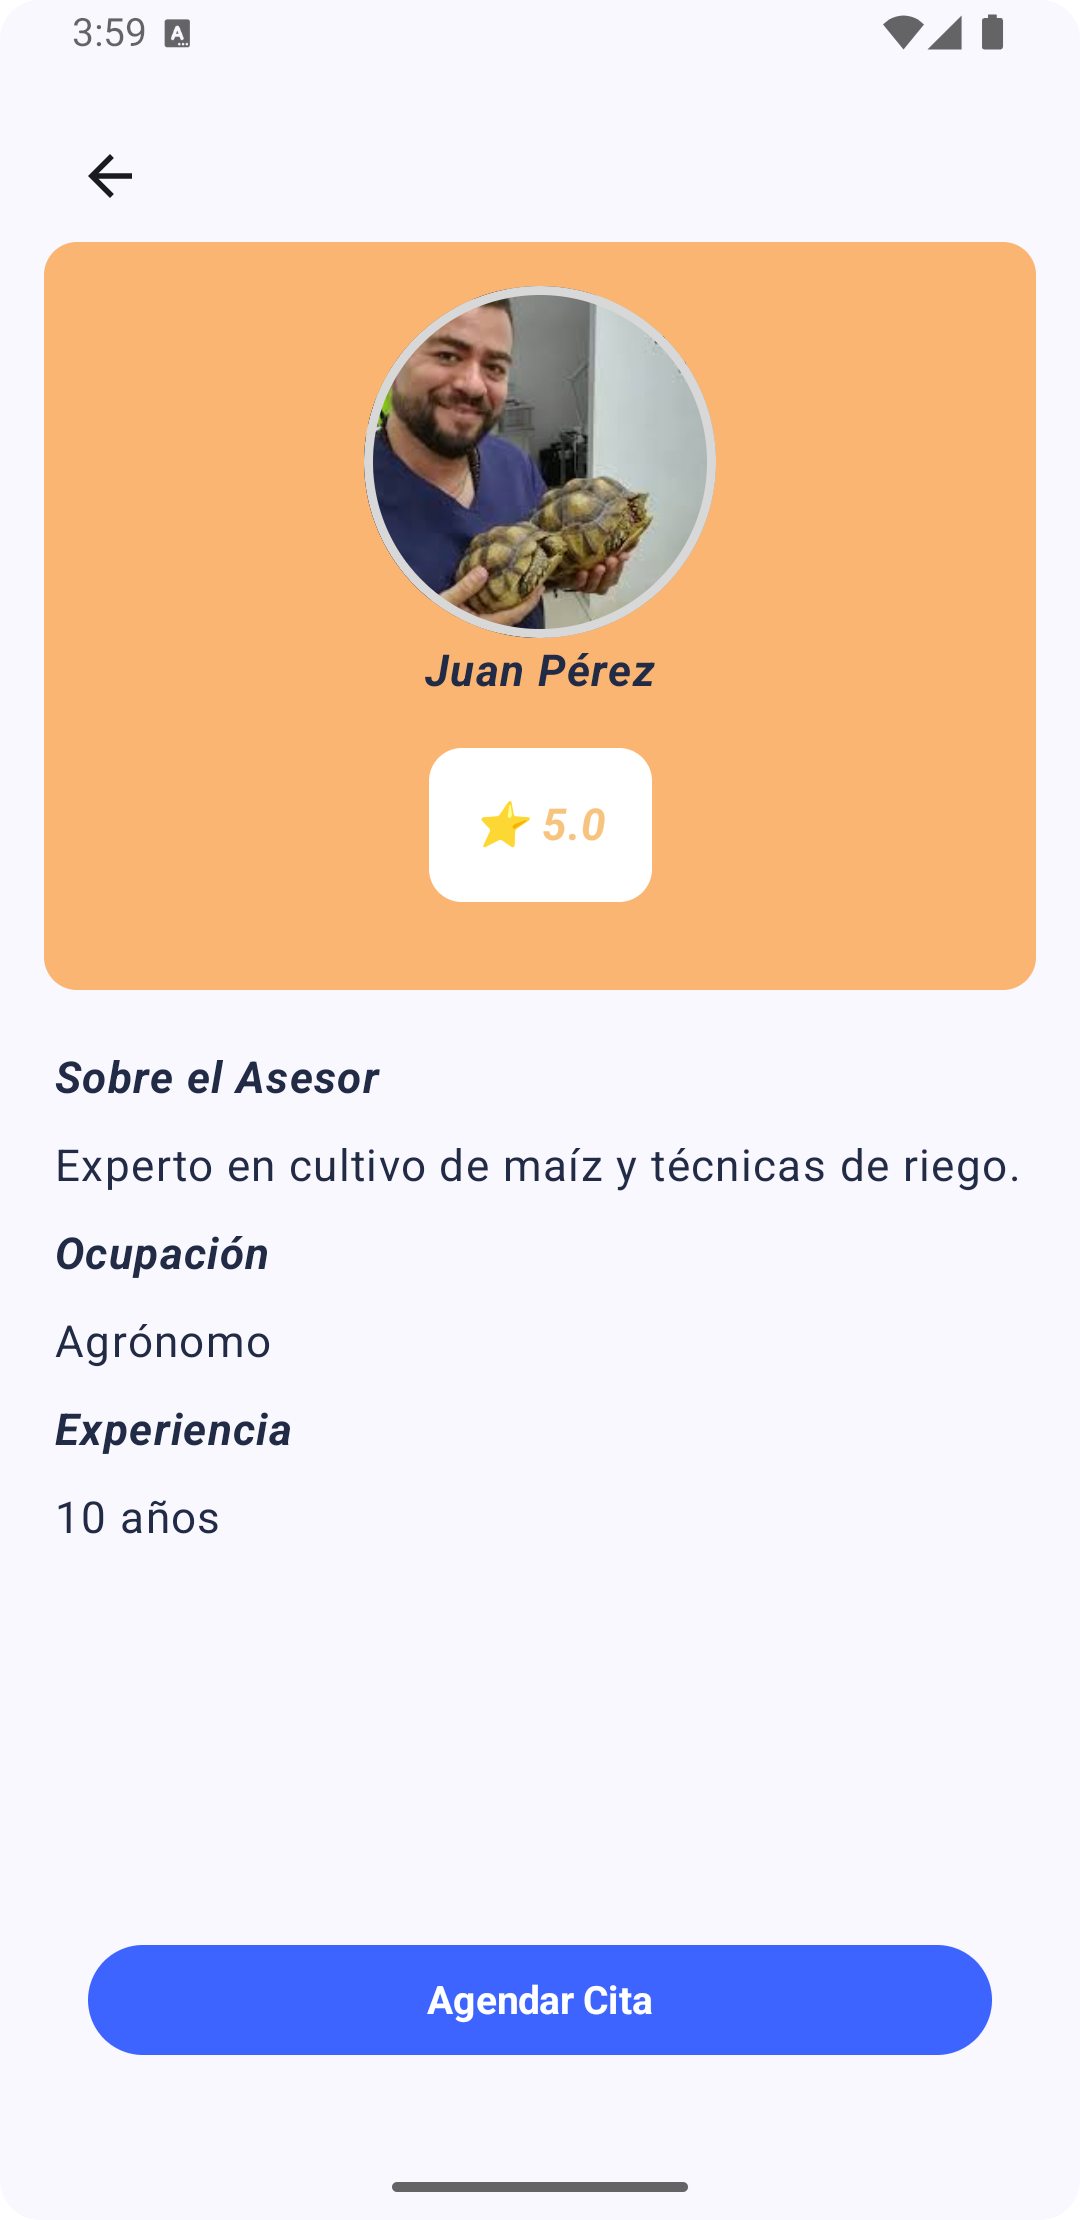 3:59
Juan Pérez
⭐ 5.0
Sobre el Asesor
Experto en cultivo de maíz y técnicas de riego.
Ocupación
Agrónomo
Experiencia
10 años
Agendar Cita